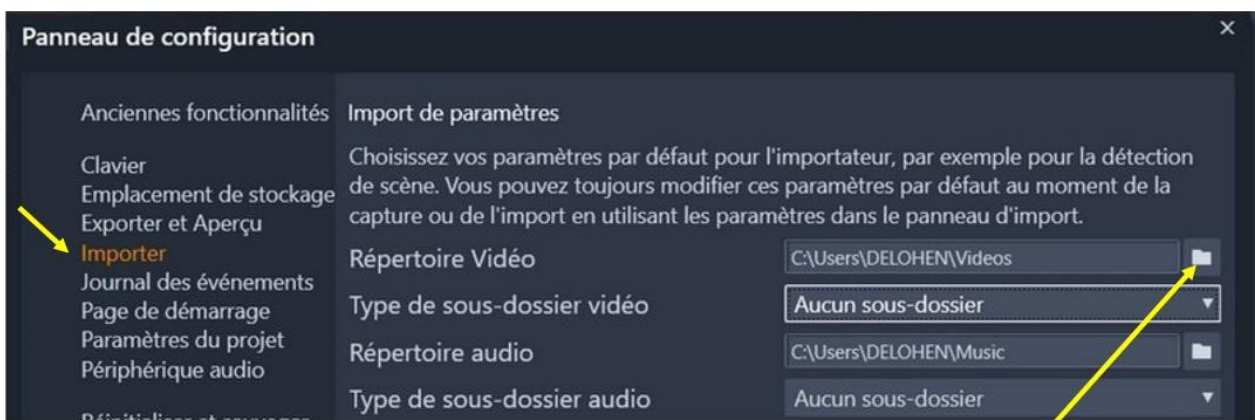 Panneau de configuration
Anciennes fonctionnalités
Clavier
Emplacement de stockage
Exporter et Aperçu
Importer
Journal des événements
Page de démarrage
Paramètres du projet
Périphérique audio
Import de paramètres
Choisissez vos paramètres par défaut pour l'importateur, par exemple pour la détection
de scène. Vous pouvez toujours modifier ces paramètres par défaut au moment de la
capture ou de l'import en utilisant les paramètres dans le panneau d'import.
Répertoire Vidéo C:\Users\DELOHEN\Videos
Type de sous-dossier vidéo Aucun sous-dossier
Répertoire audio C:\Users\DELOHEN\Music
Type de sous-dossier audio Aucun sous-dossier